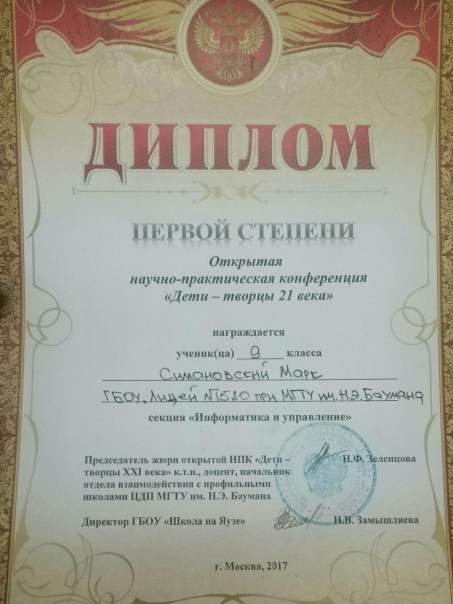 ДИПЛОМ
ПЕРВОЙ СТЕПЕНИ
Открытая
научно-практическая конференция
«Дети – творцы 21 века»
награждается
ученик(ца) 9 класса
Симановский Марк
ГБОУ, Лицей №1580 при МГТУ им. Н.Э.Баумана
секция «Информатика и управление»
Председатель жюри открытой НПК «Дети – Н.Ф. Зеленцова
творцы XXI века» к.т.н., доцент, начальник
отдела взаимодействия с профильными
школами ЦДП МГТУ им. Н.Э. Баумана
Директор ГБОУ «Школа на Яузе» Н.В. Замышляева
г. Москва, 2017